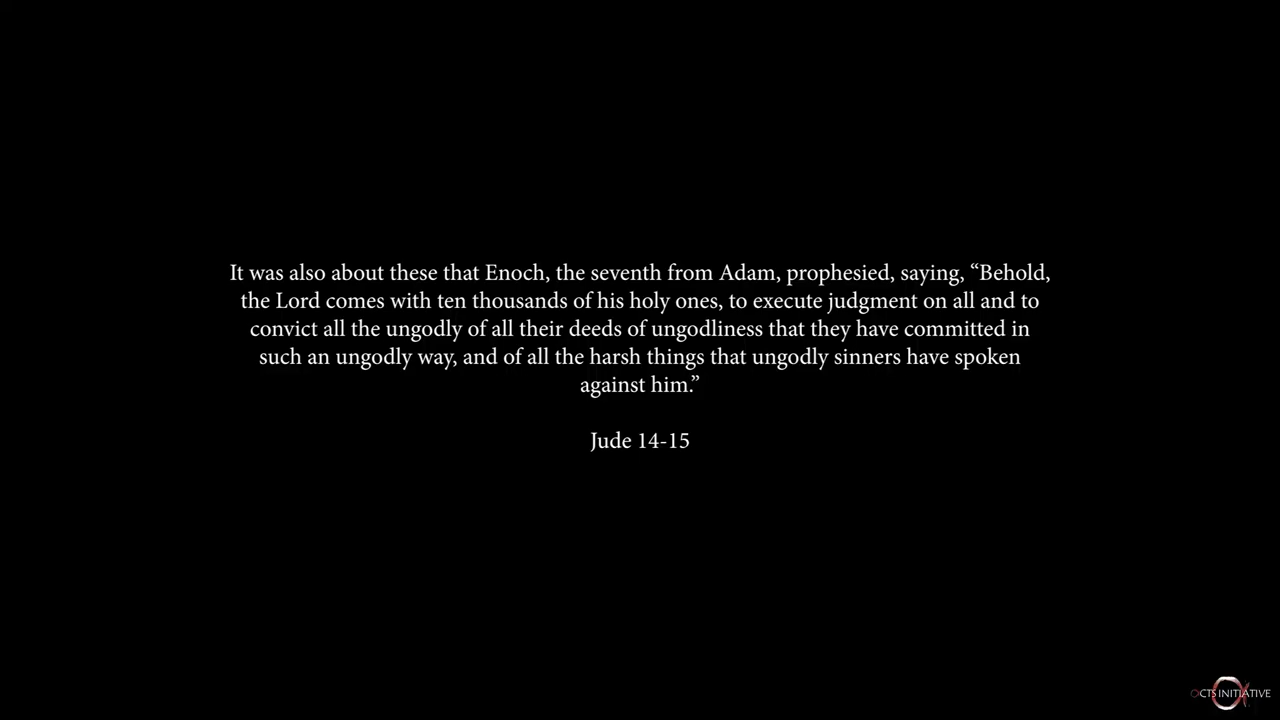 It was also about these that Enoch, the seventh from Adam, prophesied, saying, “Behold,
the Lord comes with ten thousands of his holy ones, to execute judgment on all and to
convict all the ungodly of all their deeds of ungodliness that they have committed in
such an ungodly way, and of all the harsh things that ungodly sinners have spoken
against him.”
Jude 14-15
CTS INITIATIVE